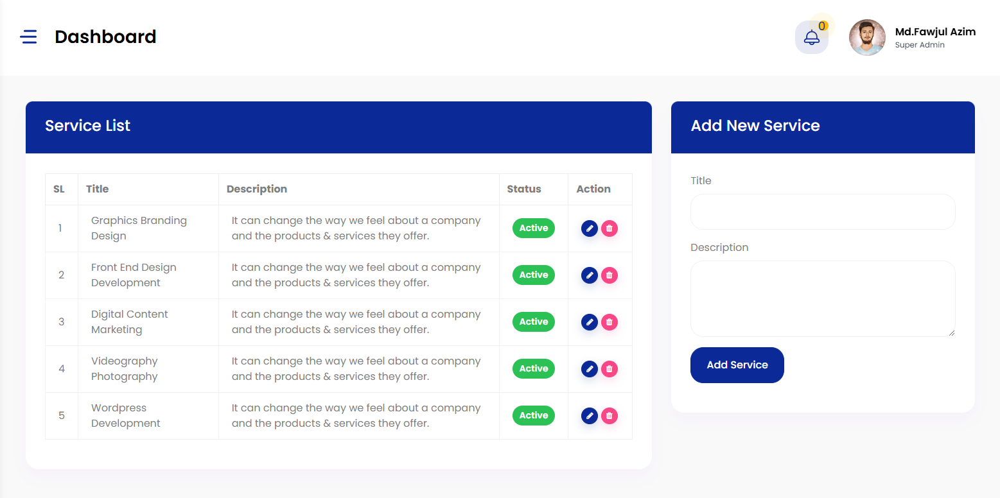 Dashboard
0
Md.Fawjul Azim
Super Admin
Service List
SL Title Description Status Action
1 Graphics Branding Design It can change the way we feel about a company and the products & services they offer. Active
2 Front End Design Development It can change the way we feel about a company and the products & services they offer. Active
3 Digital Content Marketing It can change the way we feel about a company and the products & services they offer. Active
4 Videography Photography It can change the way we feel about a company and the products & services they offer. Active
5 Wordpress Development It can change the way we feel about a company and the products & services they offer. Active
Add New Service
Title
Description
Add Service